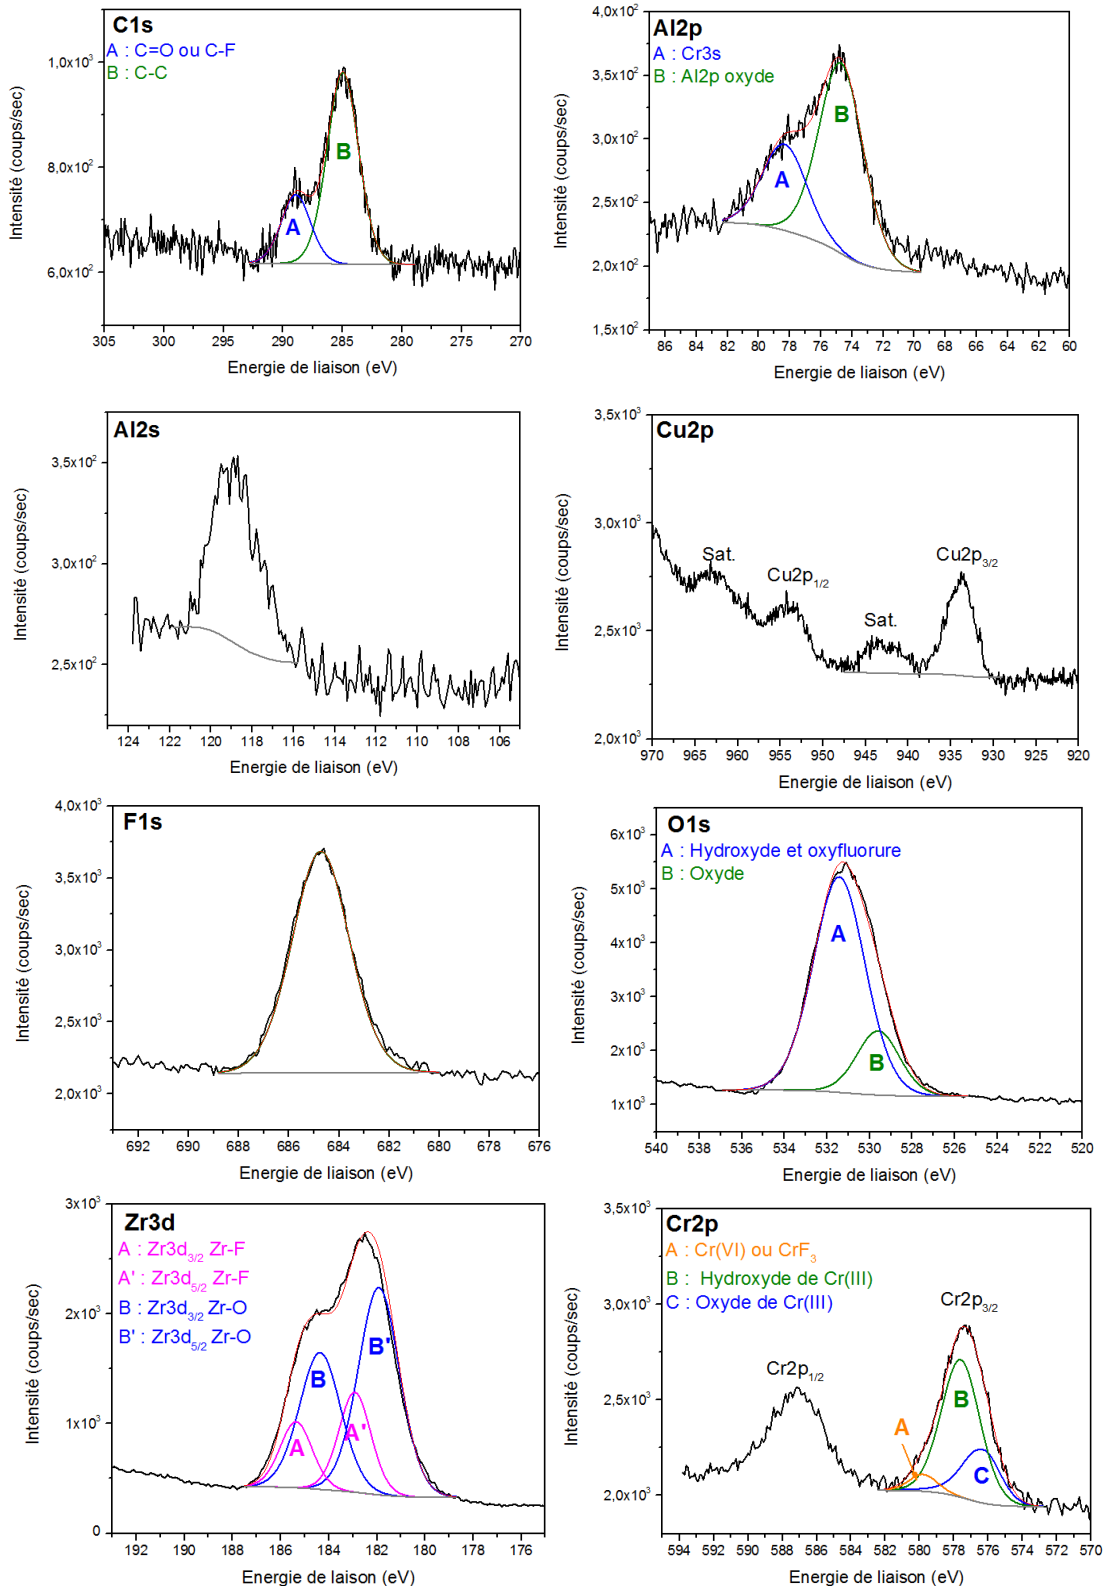 C1s
A : C=O ou C-F
B : C-C
1,0x10³
8,0x10²
6,0x10²
Intensité (coups/sec)
A
B
305 300 295 290 285 280 275 270
Energie de liaison (eV)
Al2p
A : Cr3s
B : Al2p oxyde
4,0x10²
3,5x10²
3,0x10²
2,5x10²
2,0x10²
1,5x10²
Intensité (coups/sec)
A
B
86 84 82 80 78 76 74 72 70 68 66 64 62 60
Energie de liaison (eV)
Al2s
3,5x10²
3,0x10²
2,5x10²
Intensité (coups/sec)
124 122 120 118 116 114 112 110 108 106
Energie de liaison (eV)
Cu2p
3,5x10³
3,0x10³
2,5x10³
2,0x10³
Intensité (coups/sec)
Sat.
Cu2p1/2
Sat.
Cu2p3/2
970 965 960 955 950 945 940 935 930 925 920
Energie de liaison (eV)
F1s
4,0x10³
3,5x10³
3,0x10³
2,5x10³
2,0x10³
Intensité (coups/sec)
692 690 688 686 684 682 680 678 676
Energie de liaison (eV)
O1s
A : Hydroxyde et oxyfluorure
B : Oxyde
6x10³
5x10³
4x10³
3x10³
2x10³
1x10³
Intensité (coups/sec)
A
B
540 538 536 534 532 530 528 526 524 522 520
Energie de liaison (eV)
Zr3d
A : Zr3d3/2 Zr-F
A' : Zr3d5/2 Zr-F
B : Zr3d3/2 Zr-O
B' : Zr3d5/2 Zr-O
3x10³
2x10³
1x10³
0
Intensité (coups/sec)
A
B
A'
B'
192 190 188 186 184 182 180 178 176
Energie de liaison (eV)
Cr2p
A : Cr(VI) ou CrF3
B : Hydroxyde de Cr(III)
C : Oxyde de Cr(III)
3,5x10³
3,0x10³
2,5x10³
2,0x10³
Intensité (coups/sec)
Cr2p1/2
Cr2p3/2
A
B
C
594 592 590 588 586 584 582 580 578 576 574 572 570
Energie de liaison (eV)